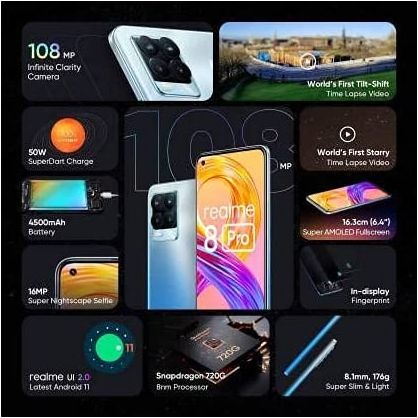 108 MP
Infinite Clarity
Camera
World's First Tilt-Shift
Time Lapse Video
50W
SuperDart Charge
108
MP
World's First Starry
Time Lapse Video
realme
8 Pro
4500mAh
Battery
16.3cm (6.4")
Super AMOLED Fullscreen
16MP
Super Nightscape Selfie
In-display
Fingerprint
11
realme UI 2.0
Latest Android 11
720G
Snapdragon 720G
8nm Processor
8.1mm, 176g
Super Slim & Light